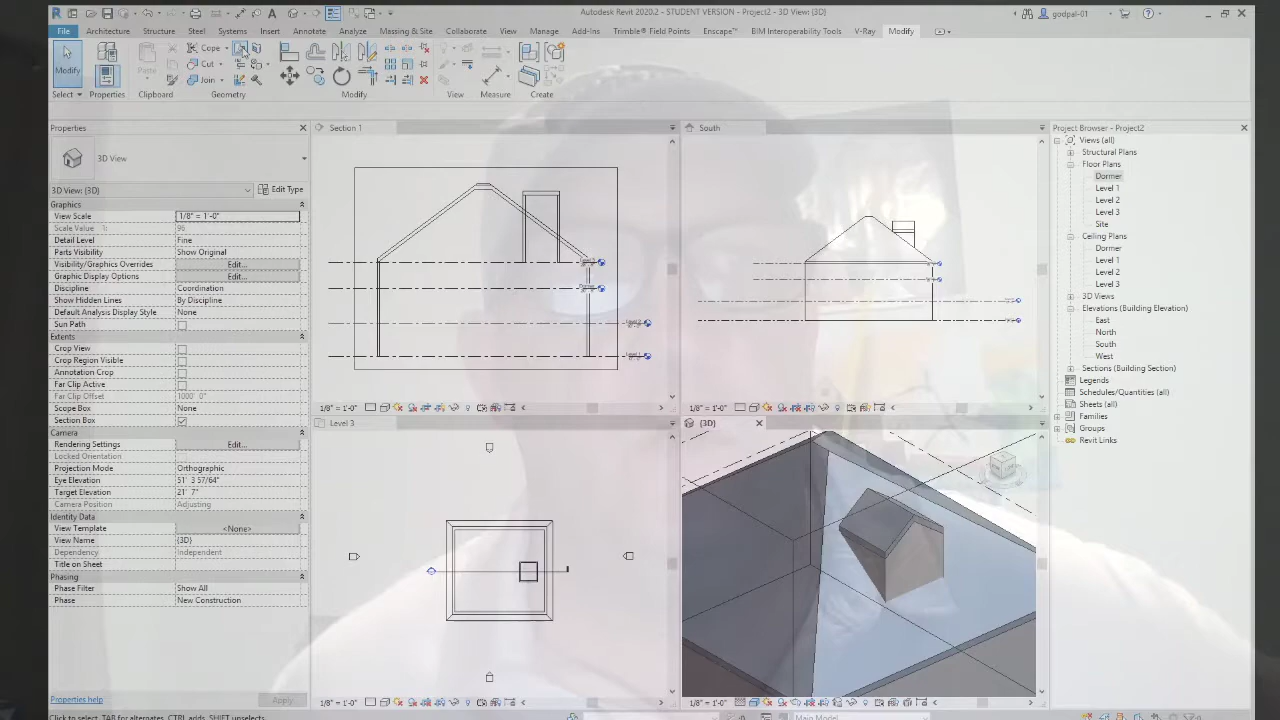 Autodesk Revit 2020.2 - STUDENT VERSION - Project2 - 3D View: {3D}
godpal-01
File Architecture Structure Steel Systems Insert Annotate Analyze Massing & Site Collaborate View Manage Add-Ins Trimble® Field Points Enscape™ BIM Interoperability Tools V-Ray Modify
Cope
Modify Paste Cut
Join
Select Properties Clipboard Geometry Modify View Measure Create
Properties
3D View
3D View: {3D} Edit Type
Graphics
View Scale 1/8" = 1'-0"
Scale Value 1: 96
Detail Level Fine
Parts Visibility Show Original
Visibility/Graphics Overrides Edit...
Graphic Display Options Edit...
Discipline Coordination
Show Hidden Lines By Discipline
Default Analysis Display Style None
Sun Path
Extents
Crop View
Crop Region Visible
Annotation Crop
Far Clip Active
Far Clip Offset 1000' 0"
Scope Box None
Section Box
Camera
Rendering Settings Edit...
Locked Orientation
Projection Mode Orthographic
Eye Elevation 51' 3 57/64"
Target Elevation 21' 7"
Camera Position Adjusting
Identity Data
View Template <None>
View Name {3D}
Dependency Independent
Title on Sheet
Phasing
Phase Filter Show All
Phase New Construction
Properties help Apply
Section 1
1/8" = 1'-0"
South
1/8" = 1'-0"
Level 3
1/8" = 1'-0"
{3D}
1/8" = 1'-0"
Project Browser - Project2
Views (all)
Structural Plans
Floor Plans
Dormer
Level 1
Level 2
Level 3
Site
Ceiling Plans
Dormer
Level 1
Level 2
Level 3
3D Views
Elevations (Building Elevation)
East
North
South
West
Sections (Building Section)
Legends
Schedules/Quantities (all)
Sheets (all)
Families
Groups
Revit Links
Click to select, TAB for alternates, CTRL adds, SHIFT unselects.
Main Model